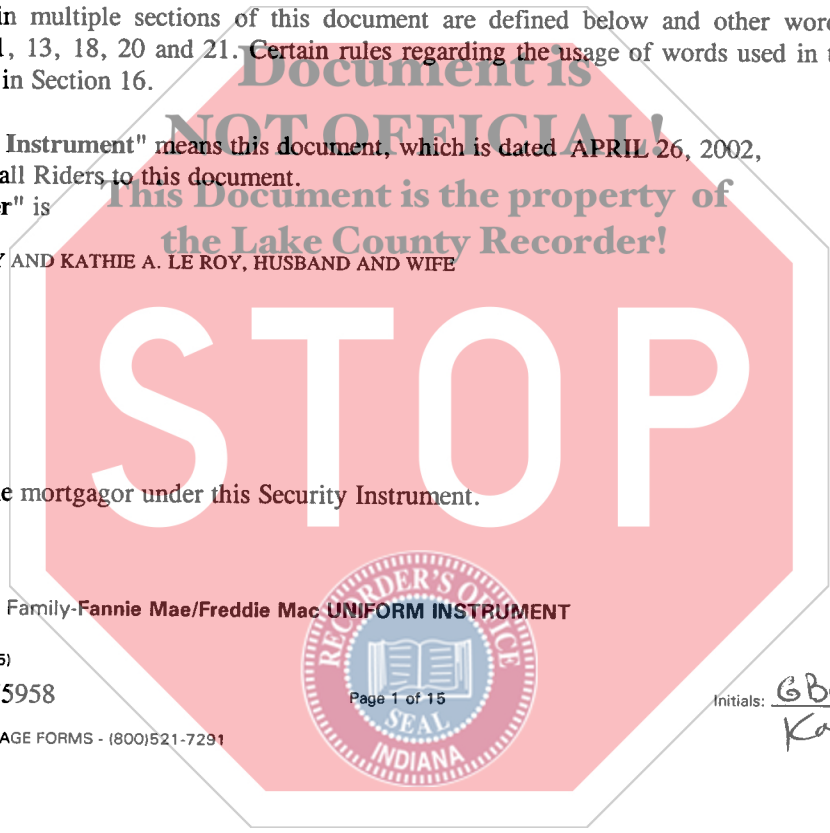 in multiple sections of this document are defined below and other
, 13, 18, 20 and 21. Certain rules regarding the usage of words used in
in Section 16.
Document is
NOT OFFICIAL!
Instrument" means this document, which is dated APRIL 26, 2002,
all Riders to this document.
This Document is the property of
r" is
the Lake County Recorder!
AND KATHIE A. LE ROY, HUSBAND AND WIFE
STOP
e mortgagor under this Security Instrument.
RECORDER'S OFFICE
Family-Fannie Mae/Freddie Mac UNIFORM INSTRUMENT
5)
5958
Page 1 of 15
Initials: GB
Ka
SEAL
AGE FORMS - (800)521-7291
INDIANA